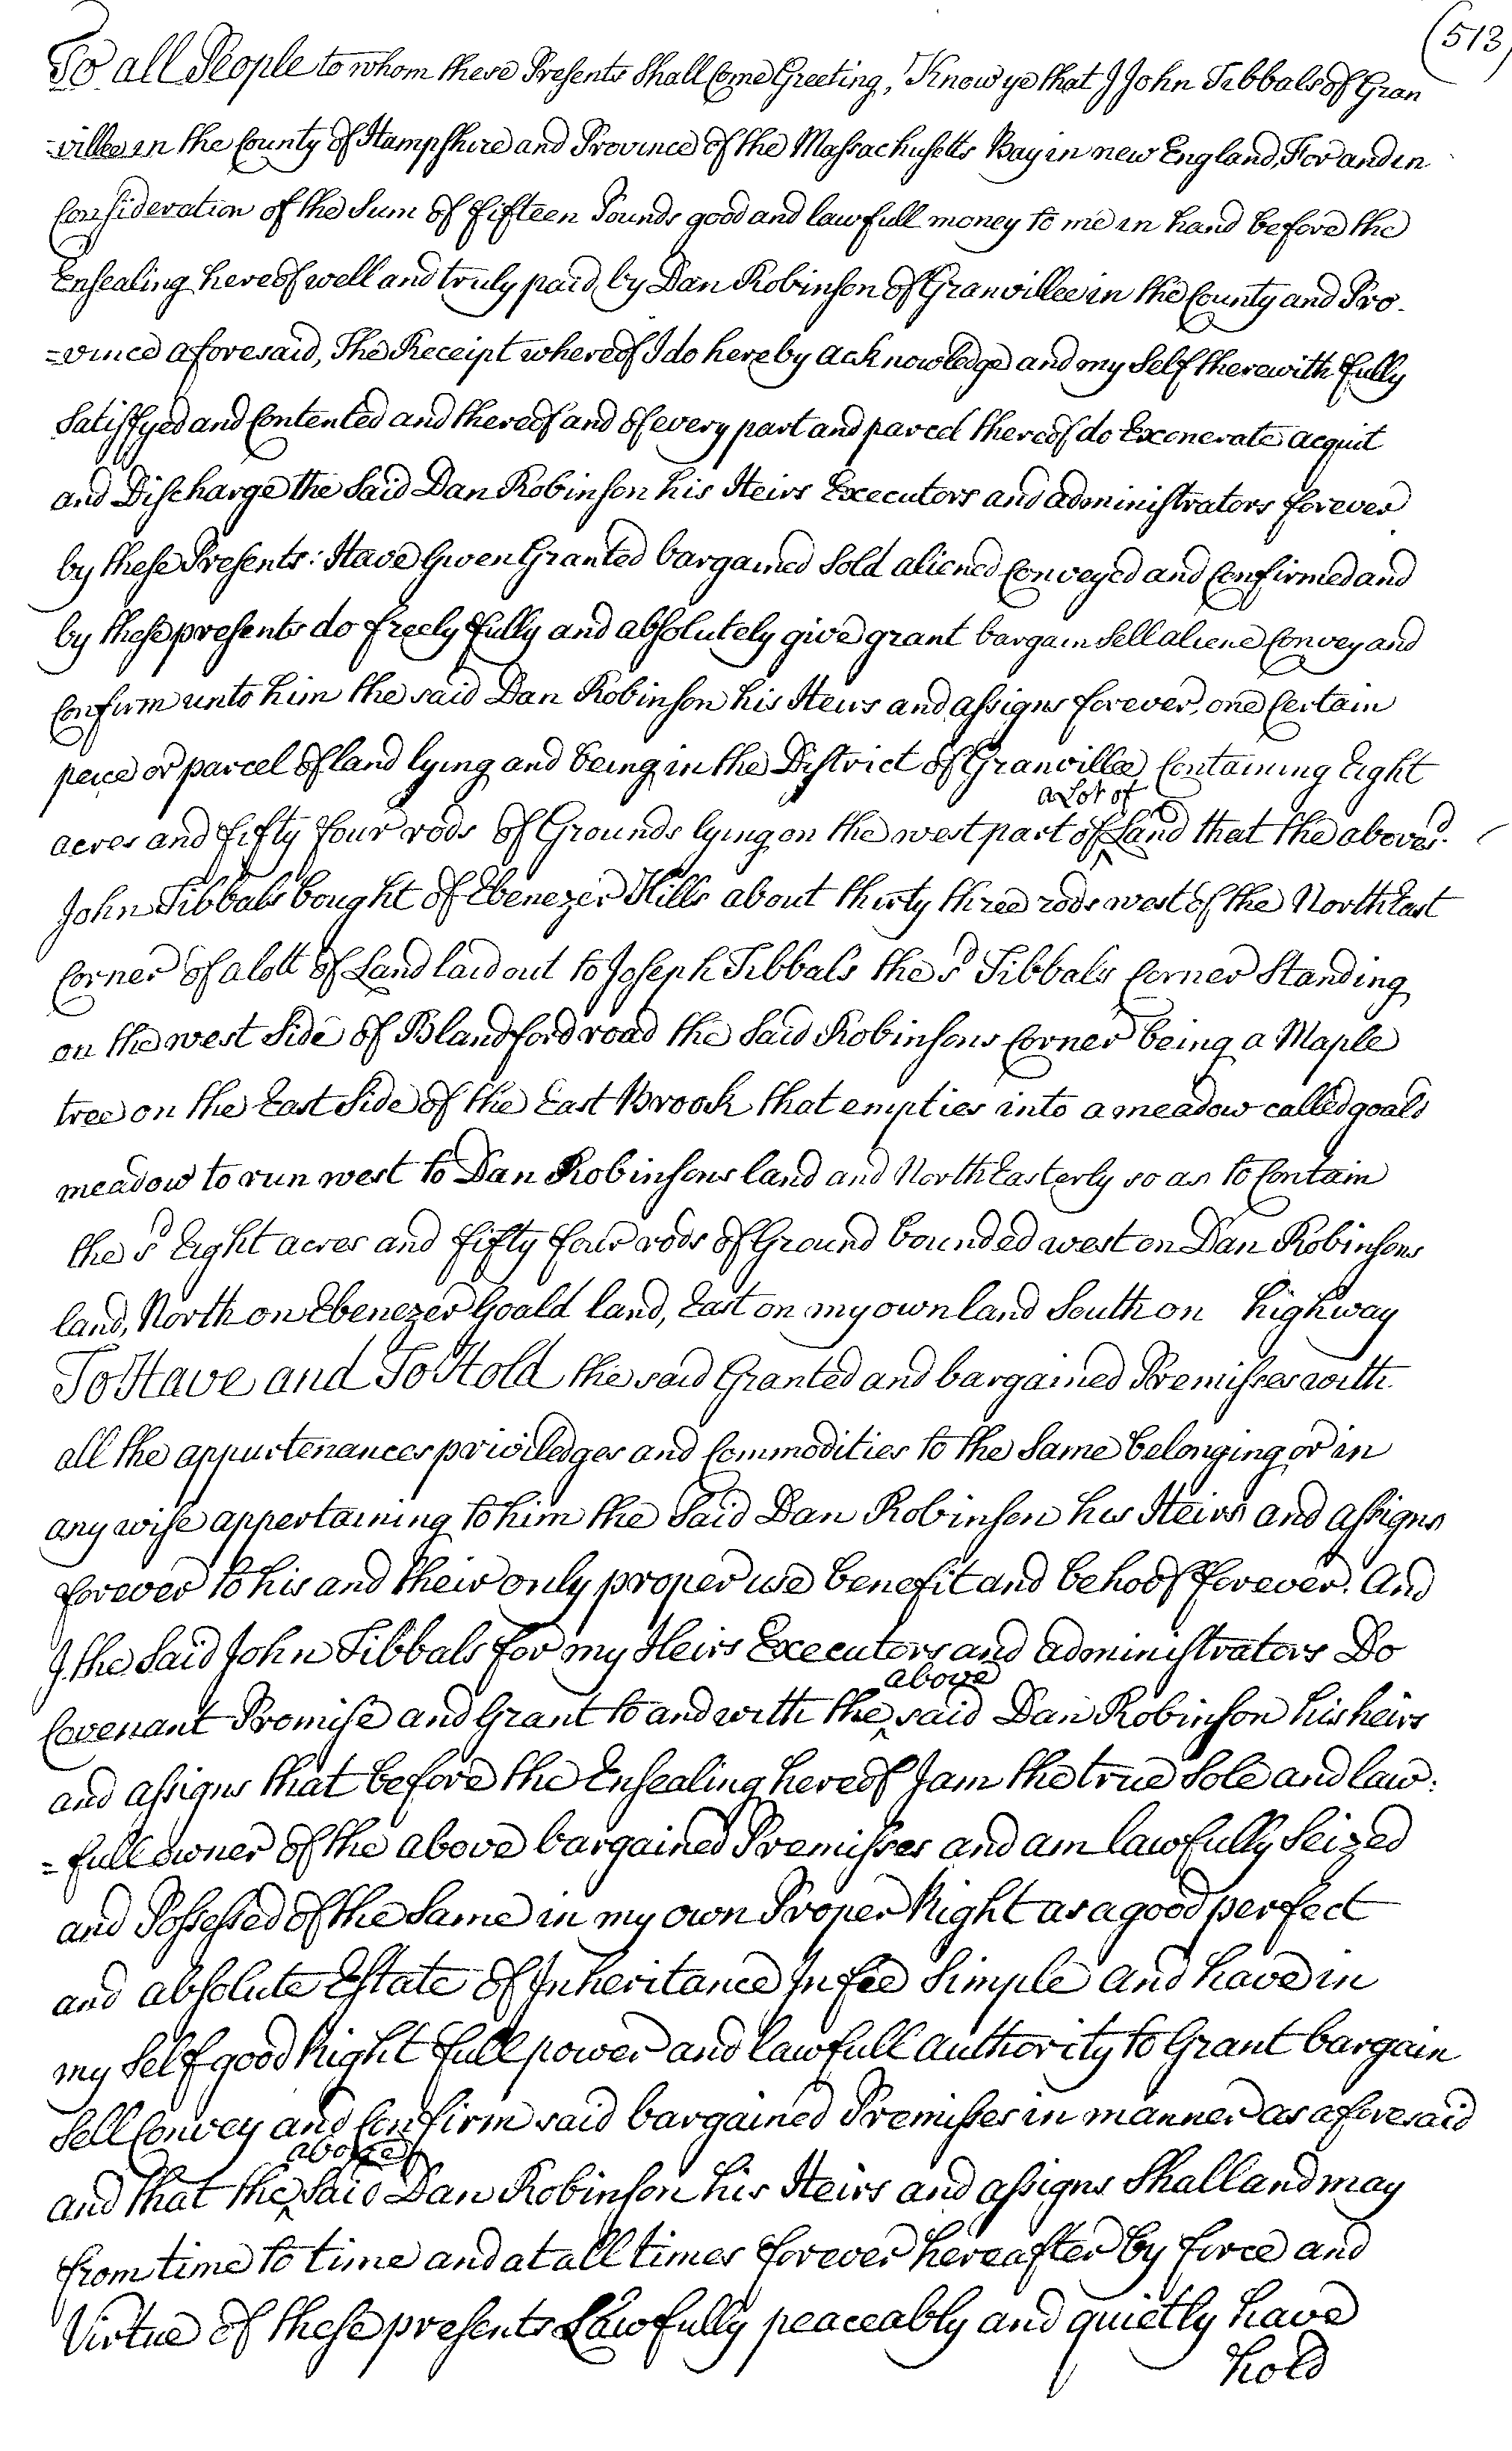 (513)
To all People to whom these Presents Shall Come Greeting, Know ye that I John Tibbals of Gran
=ville in the County of Hampshire and Province of the Massachusetts Bay in new England, For and in
Consideration of the Sum of fifteen Pounds good and lawfull money to me in hand before the
Ensealing hereof well and truly paid by Dan Robinson of Granville in the County and Pro-
=vince aforesaid, The Receipt whereof I do hereby acknowledge and my Self therewith fully
Satisfyed and Contented and thereof and of every part and parcel thereof do Exonerate acquit
and Discharge the Said Dan Robinson his Heirs Executors and administrators forever
by these Presents: Have Given Granted bargained Sold aliened Conveyed and Confirmed and
by these presents do freely fully and absolutely give grant bargain Sell aliene Convey and
Confirm unto him the said Dan Robinson his Heirs and assigns forever, one Certain
peice or parcel of land lying and being in the District of Granville, Containing Eight
a Lot of
acres and fifty four rods of Grounds lying on the west part of ^ Land that the above sd.
John Tibbals bought of Ebenezer Hills about thirty three rods west of the North East
Corner of a lott of Land laid out to Joseph Tibbals the sd Tibbals Corner Standing
on the west Side of Blandford road the Said Robinsons Corner being a Maple
tree on the East Side of the East Brook that empties into a meadow called goald
meadow to run west to Dan Robinsons land and North Easterly so as to Contain
the sd Eight acres and fifty four rods of Ground bounded west on Dan Robinsons
land, North on Ebenezer Goald land, East on my own land South on highway
To Have and To Hold the said Granted and bargained Premisses with
all the appurtenances priviledges and Commodities to the Same belonging or in
any wise appertaining to him the Said Dan Robinson his Heirs and assigns
forever to his and their only proper use benefit and behoof forever. And
I the Said John Tibbals for my Heirs Executors and administrators Do
above
Covenant Promise and Grant to and with the ^ said Dan Robinson his heirs
and assigns that before the Ensealing hereof I am the true Sole and law:
=full owner of the above bargained Premisses and am lawfully Seized
and Possessed of the Same in my own Proper Right as a good perfect
and absolute Estate of Inheritance In fee Simple and have in
my Self good Right full power and lawfull authority to Grant bargain
Sell Convey and Confirm said bargained Premisses in manner as aforesaid
above
and that the ^ Said Dan Robinson his Heirs and assigns Shall and may
from time to time and at all times forever hereafter by force and
Virtue of these presents Lawfully peaceably and quietly have
hold